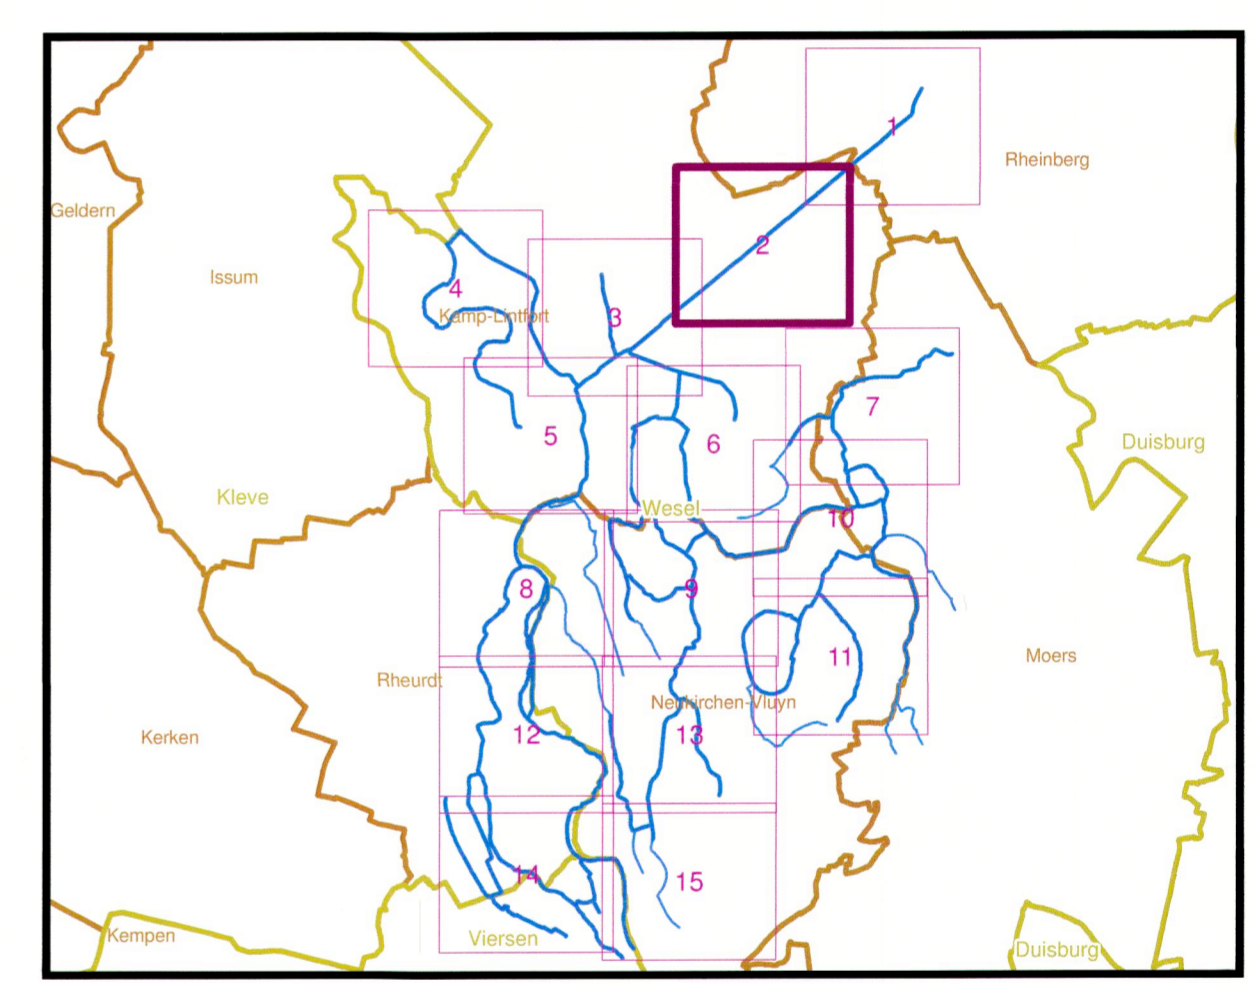 1
Rheinberg
Geldern
2
Issum
4
Kamp-Lintfort
3
7
5
6
Duisburg
Kleve
Wesel
10
8
9
11
Moers
Rheurdt
Neukirchen-Vluyn
Kerken
12
13
14
15
Kempen
Viersen
Duisburg